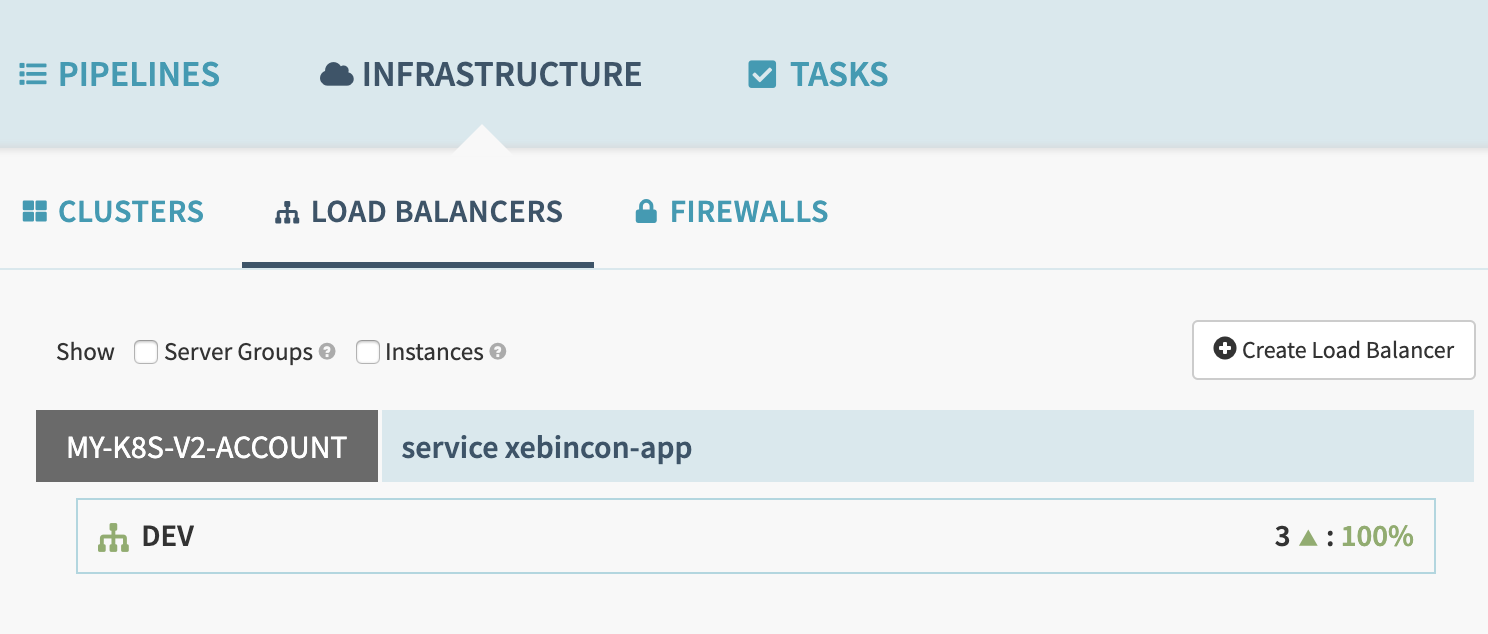 PIPELINES INFRASTRUCTURE TASKS
CLUSTERS LOAD BALANCERS FIREWALLS
Show Server Groups ? Instances ? Create Load Balancer
MY-K8S-V2-ACCOUNT service xebincon-app
DEV 3 ▲ : 100%